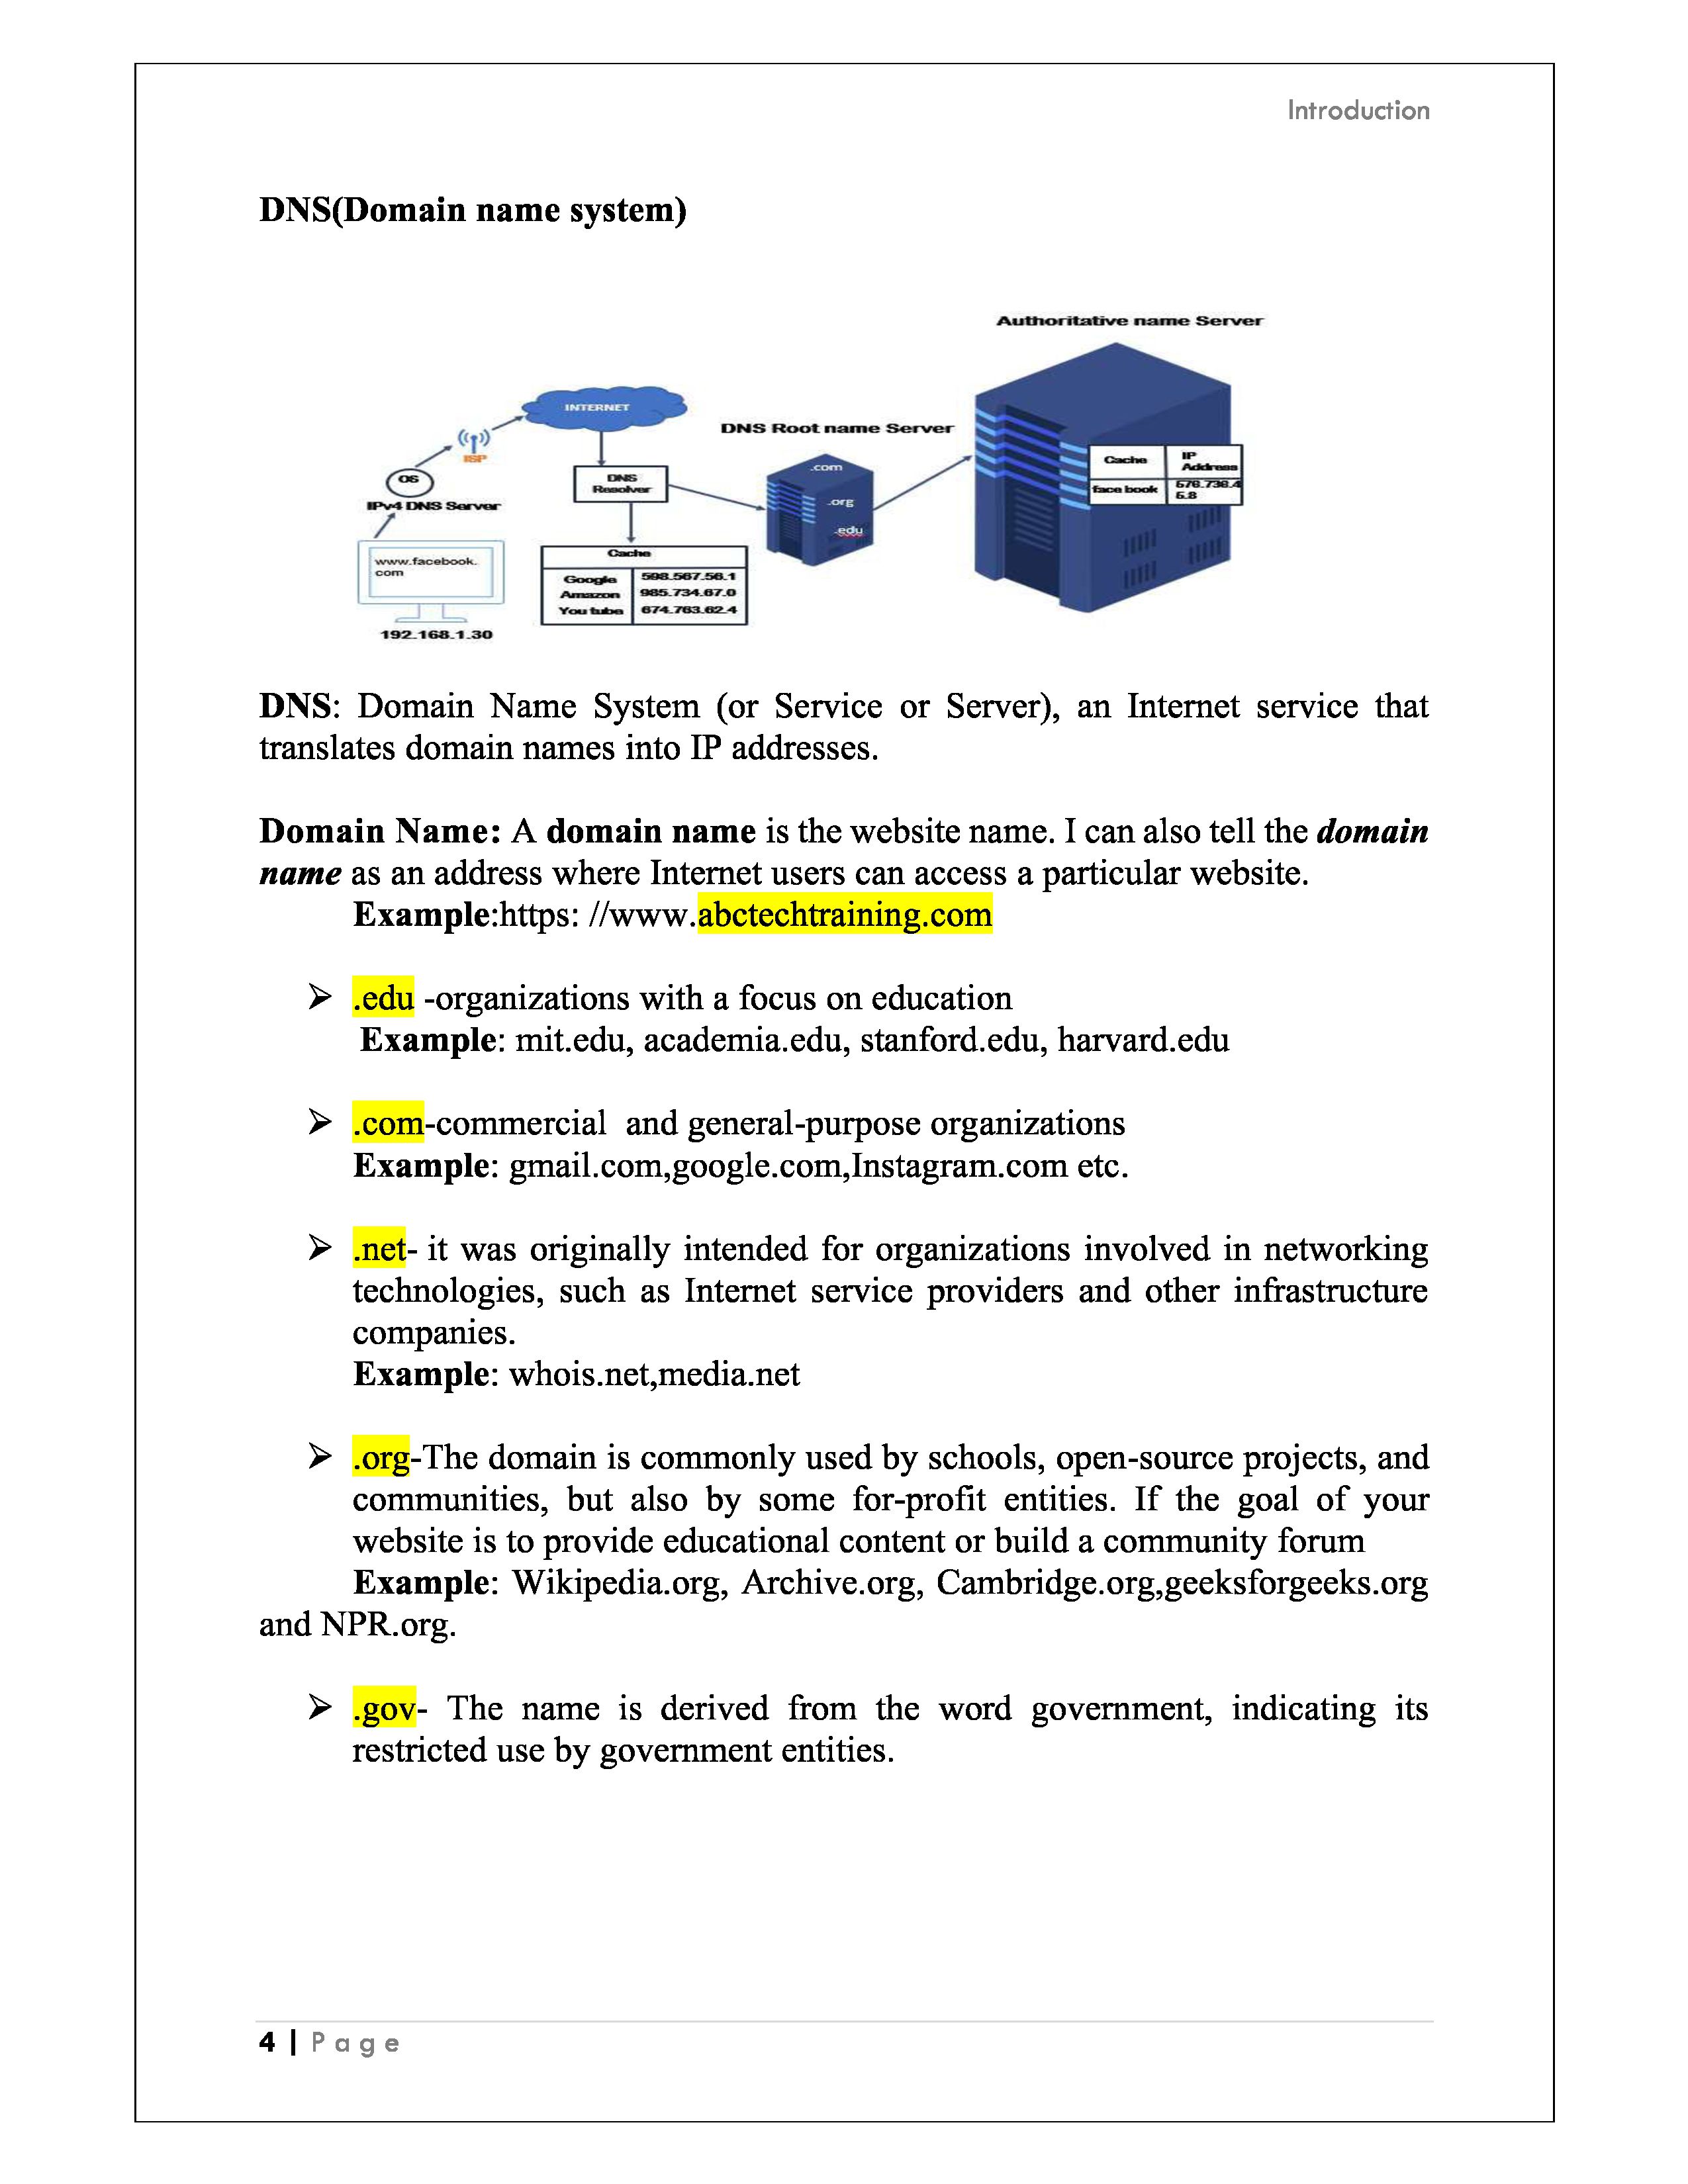 Introduction
DNS(Domain name system)
Authoritative name Server
INTERNET
DNS Root name Server
ISP
OS
IPv4 DNS Server
DNS
Resolver
.com
.org
.edu
Cache
IP
Address
face book
578.738.4
5.8
www.facebook.
com
192.168.1.30
Cache
Google 598.567.56.1
Amazon 985.734.67.0
You tube 674.763.62.4
DNS: Domain Name System (or Service or Server), an Internet service that
translates domain names into IP addresses.
Domain Name: A domain name is the website name. I can also tell the domain
name as an address where Internet users can access a particular website.
Example:https: //www.abctechtraining.com
➢ .edu -organizations with a focus on education
Example: mit.edu, academia.edu, stanford.edu, harvard.edu
➢ .com-commercial  and general-purpose organizations
Example: gmail.com,google.com,Instagram.com etc.
➢ .net- it was originally intended for organizations involved in networking
technologies, such as Internet service providers and other infrastructure
companies.
Example: whois.net,media.net
➢ .org-The domain is commonly used by schools, open-source projects, and
communities, but also by some for-profit entities. If the goal of your
website is to provide educational content or build a community forum
Example: Wikipedia.org, Archive.org, Cambridge.org,geeksforgeeks.org
and NPR.org.
➢ .gov- The name is derived from the word government, indicating its
restricted use by government entities.
4 | Page